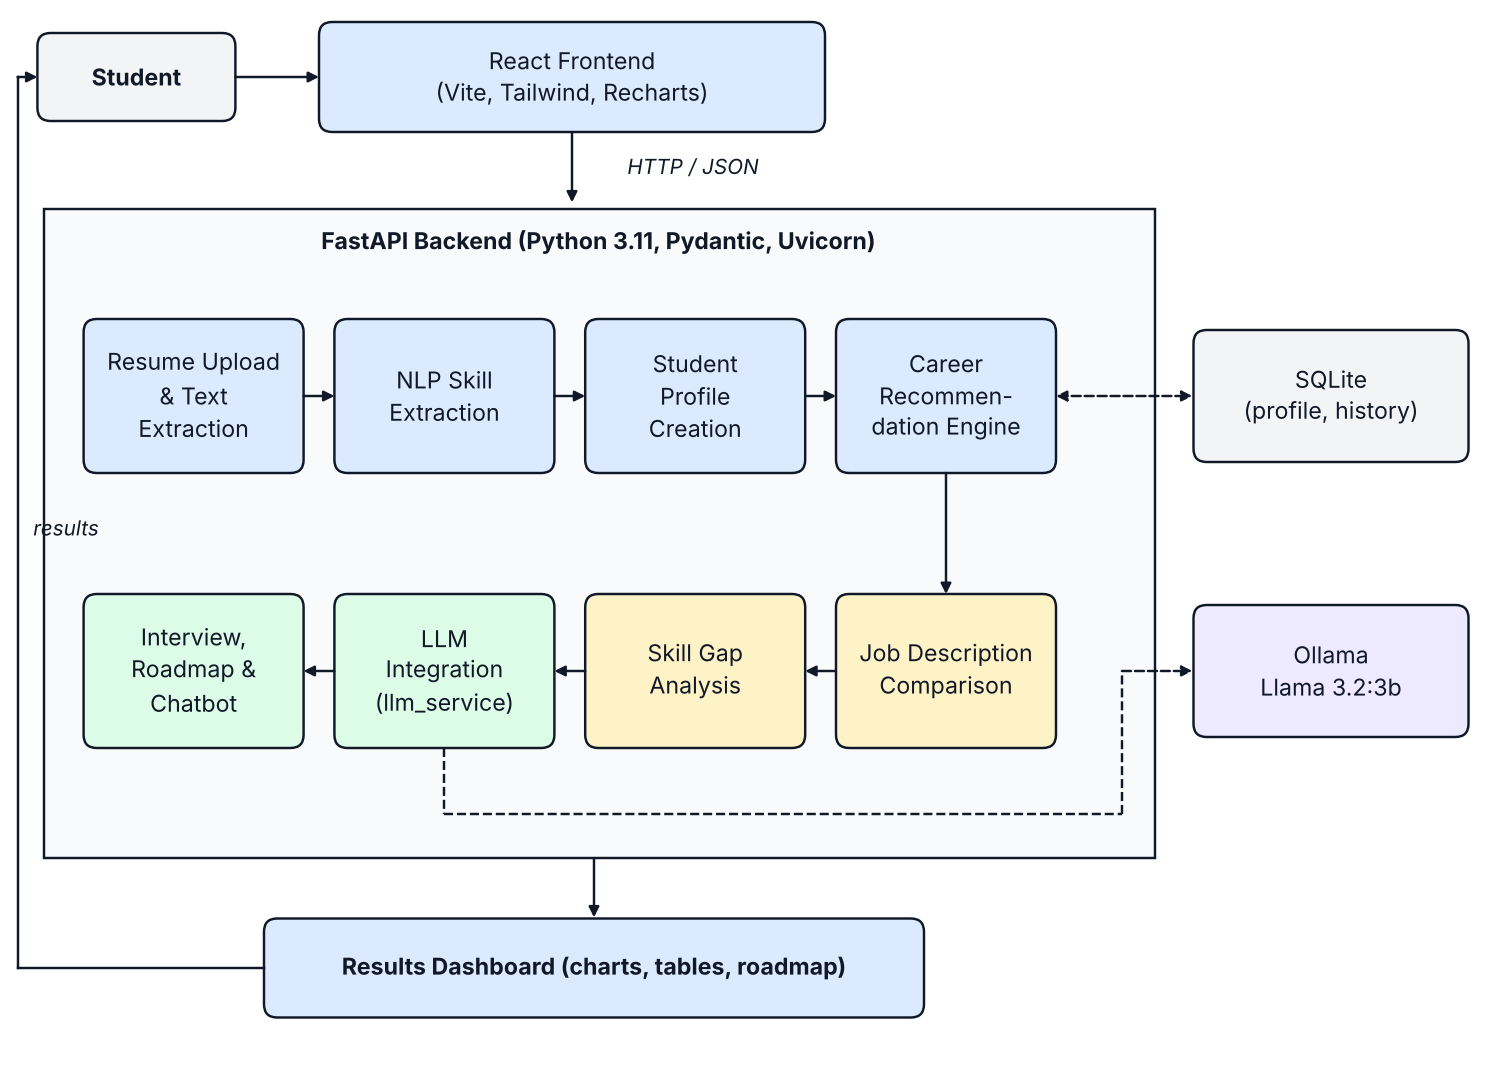 Student
React Frontend
(Vite, Tailwind, Recharts)
HTTP / JSON
FastAPI Backend (Python 3.11, Pydantic, Uvicorn)
Resume Upload
& Text
Extraction
NLP Skill
Extraction
Student
Profile
Creation
Career
Recommen-
dation Engine
SQLite
(profile, history)
results
Interview,
Roadmap &
Chatbot
LLM
Integration
(llm_service)
Skill Gap
Analysis
Job Description
Comparison
Ollama
Llama 3.2:3b
Results Dashboard (charts, tables, roadmap)